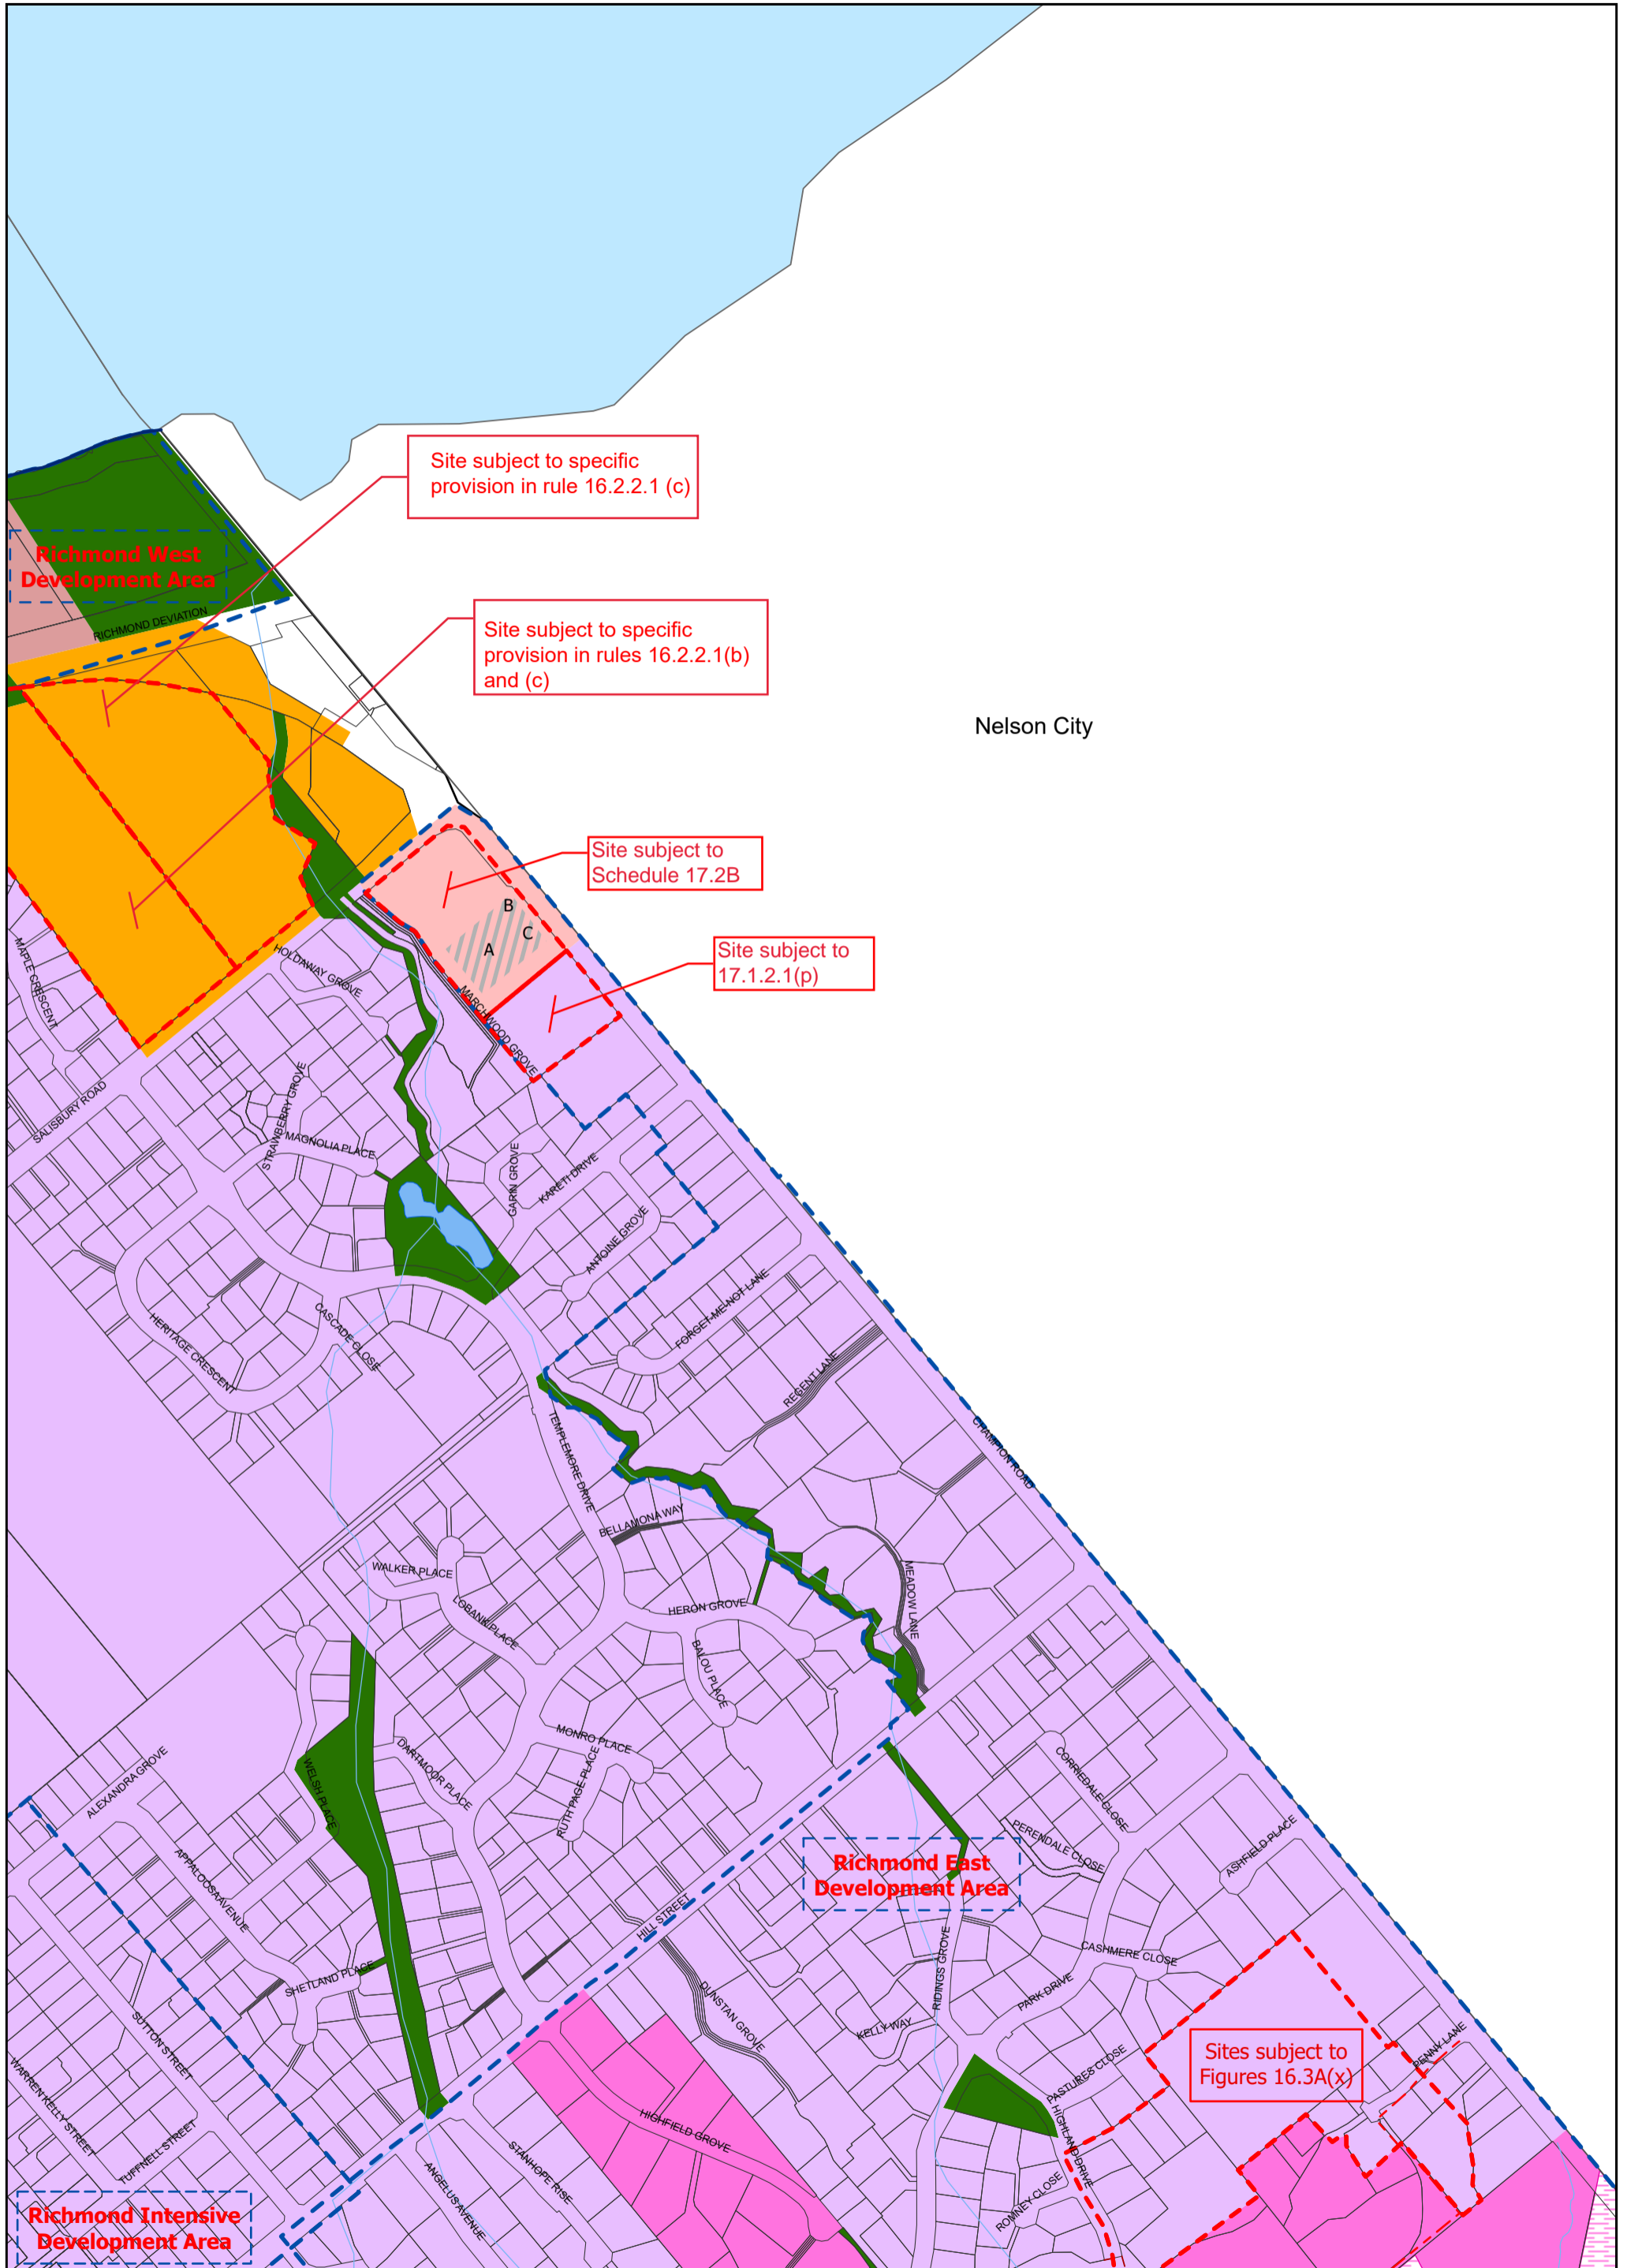 Site subject to specific
provision in rule 16.2.2.1 (c)
Richmond West
Development Area
RICHMOND DEVIATION
Site subject to specific
provision in rules 16.2.2.1(b)
and (c)
Nelson City
Site subject to
Schedule 17.2B
B
C
A
Site subject to
17.1.2.1(p)
MAPLE CRESCENT
HOLDAWAY GROVE
MARCHWOOD GROVE
SALISBURY ROAD
STRAWBERRY GROVE
MAGNOLIA PLACE
GARIN GROVE
KARETI DRIVE
ANTOINE GROVE
FORGET-ME-NOT LANE
HERITAGE CRESCENT
CASCADE CLOSE
REGENT LANE
CHAMPION ROAD
TEMPLEMORE DRIVE
BELLAMONA WAY
WALKER PLACE
LOBANK PLACE
HERON GROVE
MEADOW LANE
BALOU PLACE
MONRO PLACE
RUTH PAGE PLACE
DARTMOOR PLACE
WELSH PLACE
ALEXANDRA GROVE
APPALOOSA AVENUE
CORRIEDALE CLOSE
PERENDALE CLOSE
ASHFIELD PLACE
Richmond East
Development Area
HILL STREET
SHETLAND PLACE
SUTTON STREET
RIDINGS GROVE
CASHMERE CLOSE
PARK DRIVE
DUNSTAN GROVE
KELLY WAY
WARREN KELLY STREET
TUFFNELL STREET
PASTURES CLOSE
HIGHLAND DRIVE
Sites subject to
Figures 16.3A(x)
PENNY LANE
HIGHFIELD GROVE
STANHOPE RISE
ANGELUS AVENUE
ROMNEY CLOSE
Richmond Intensive
Development Area